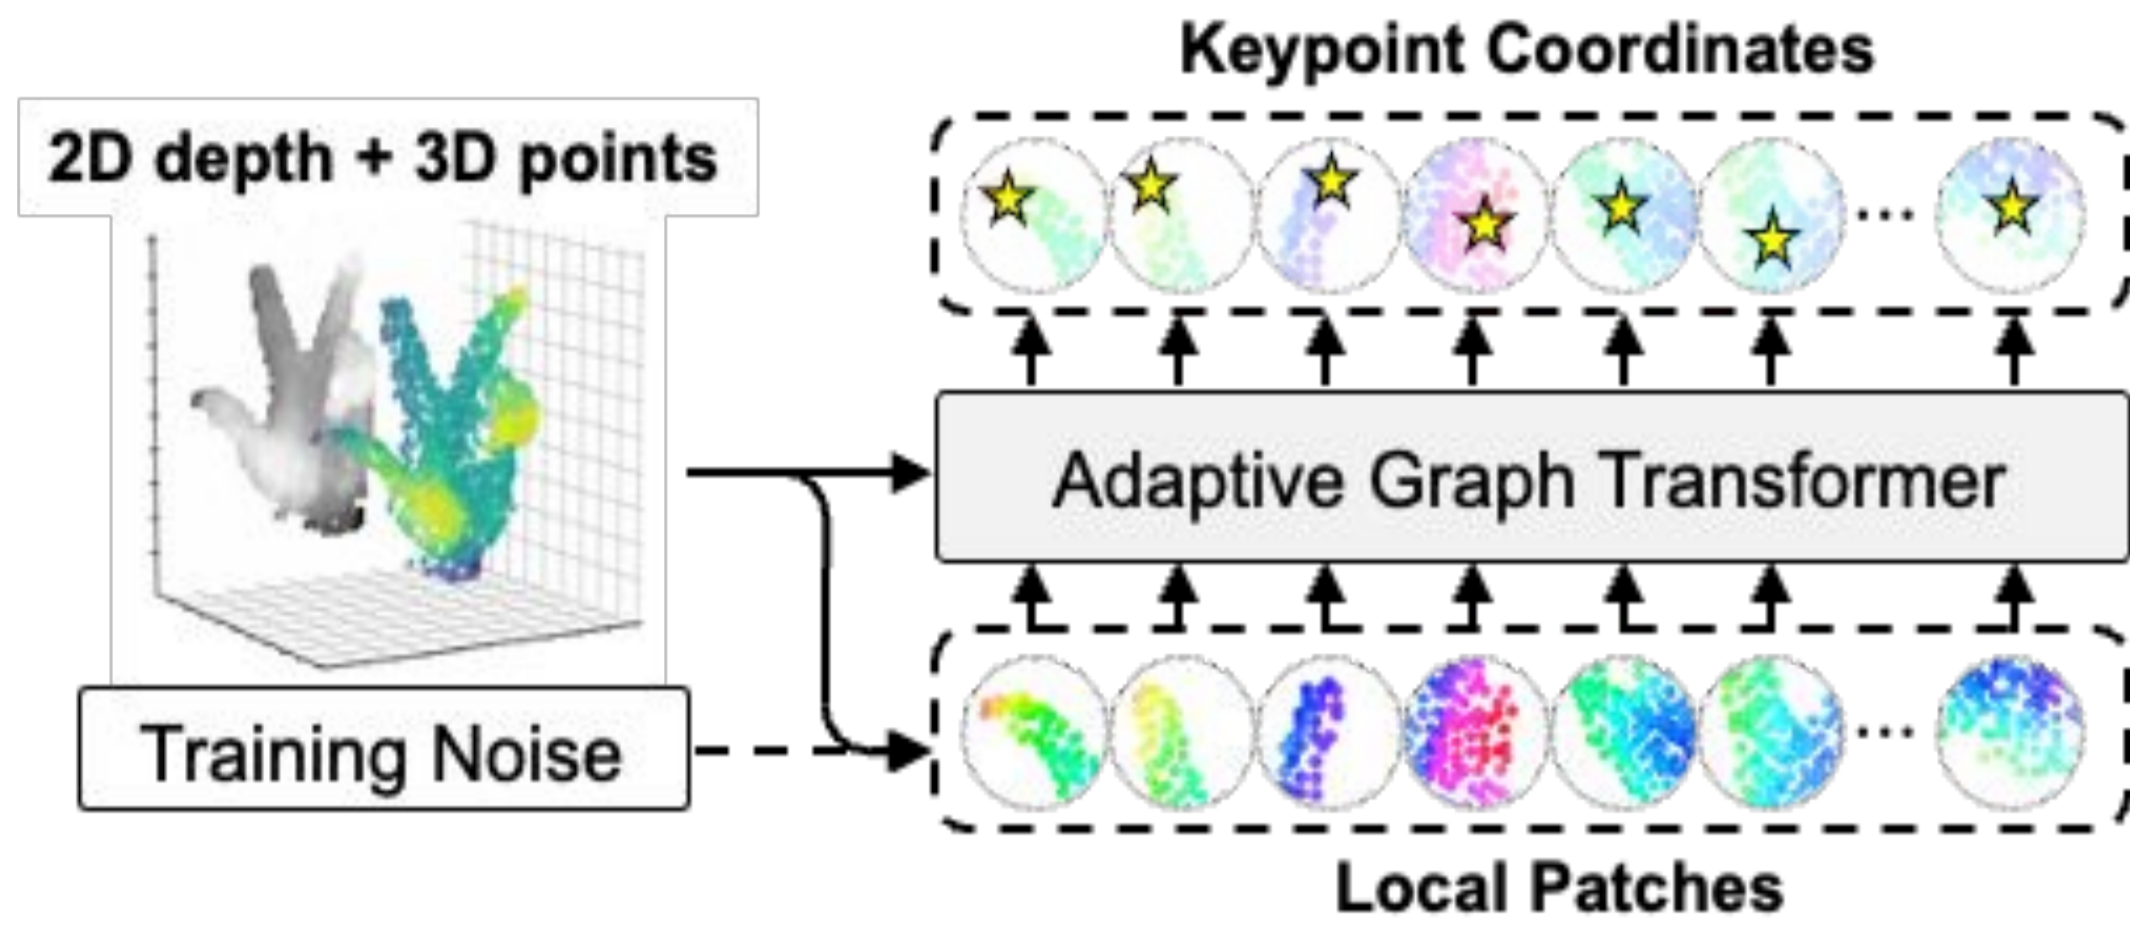 Keypoint Coordinates
2D depth + 3D points
...
Adaptive Graph Transformer
Training Noise
...
Local Patches